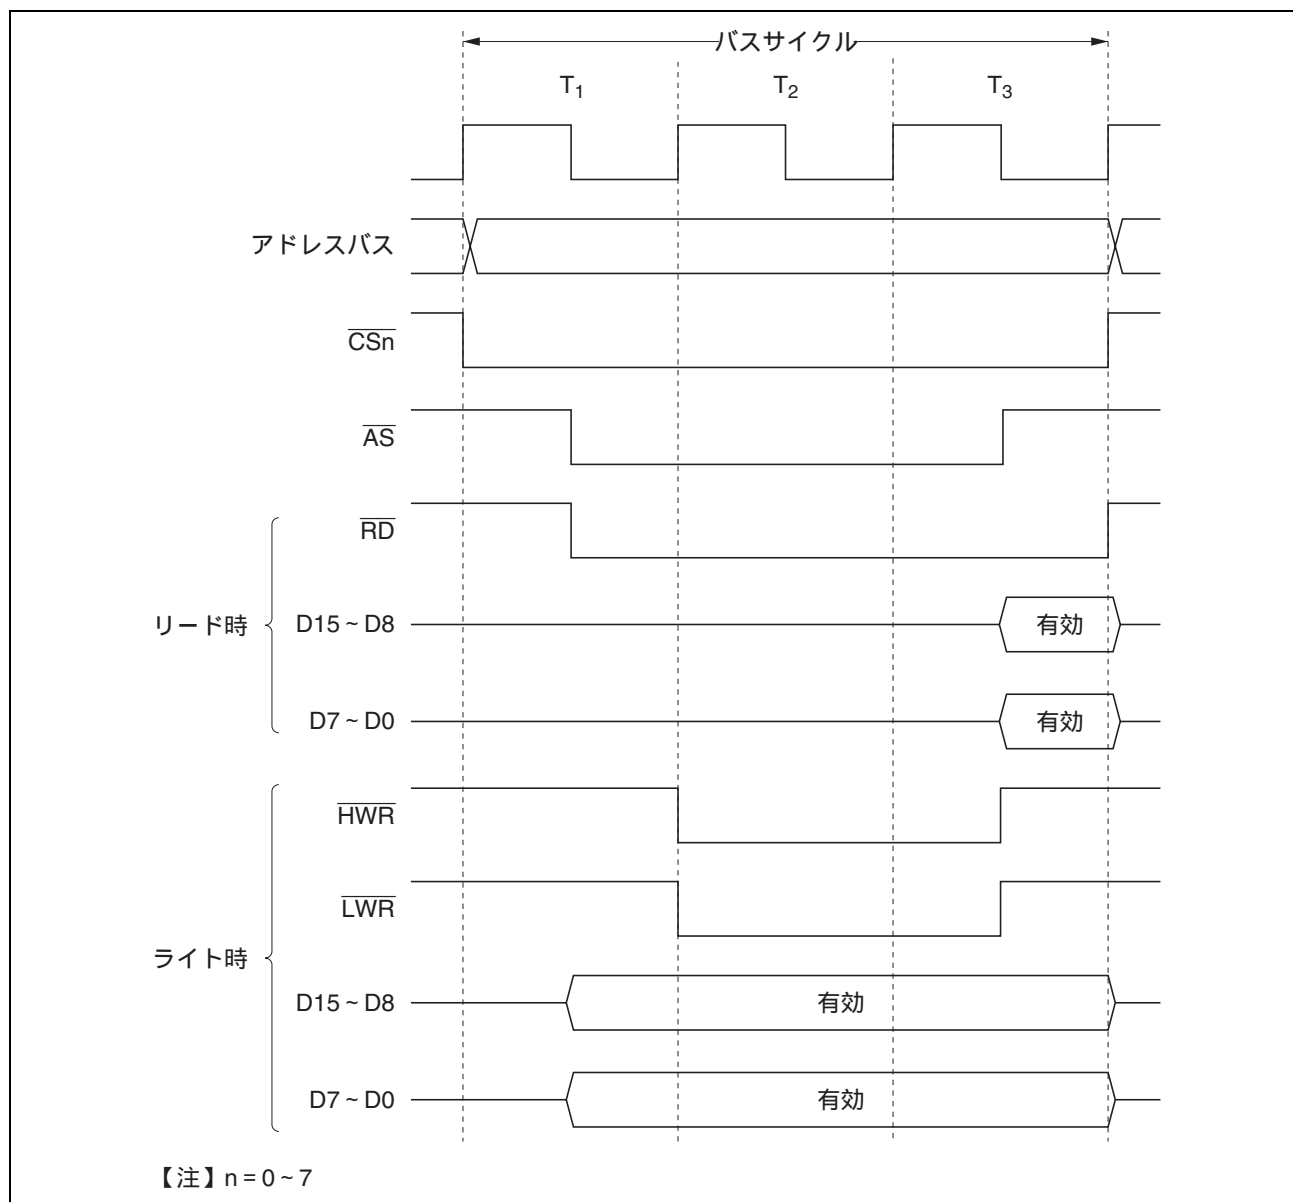 バスサイクル
T₁ T₂ T₃
アドレスバス
CSn
AS
RD
リード時
D15~D8 有効
D7~D0 有効
HWR
LWR
ライト時
D15~D8 有効
D7~D0 有効
【注】n=0~7